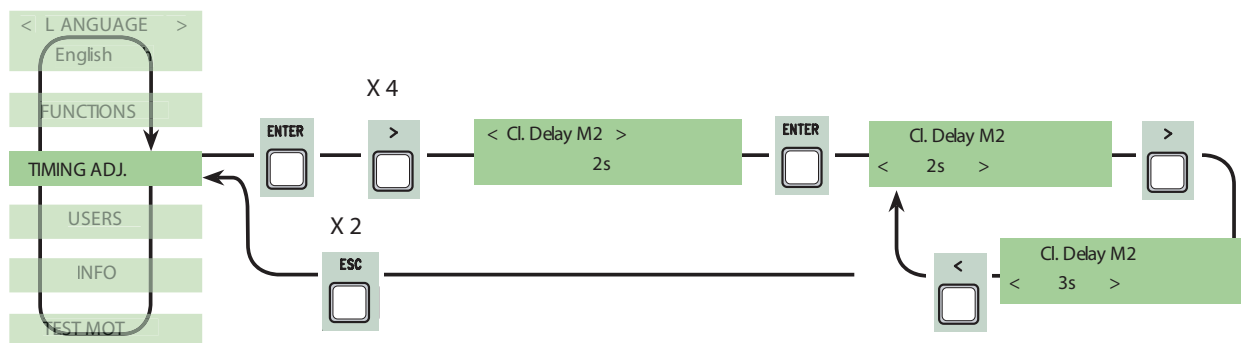 < L ANGUAGE >
English
FUNCTIONS
TIMING ADJ.
USERS
INFO
TEST MOT
ENTER
X 4
>
< Cl. Delay M2 >
2s
ENTER
Cl. Delay M2
< 2s >
>
Cl. Delay M2
< 3s >
<
X 2
ESC